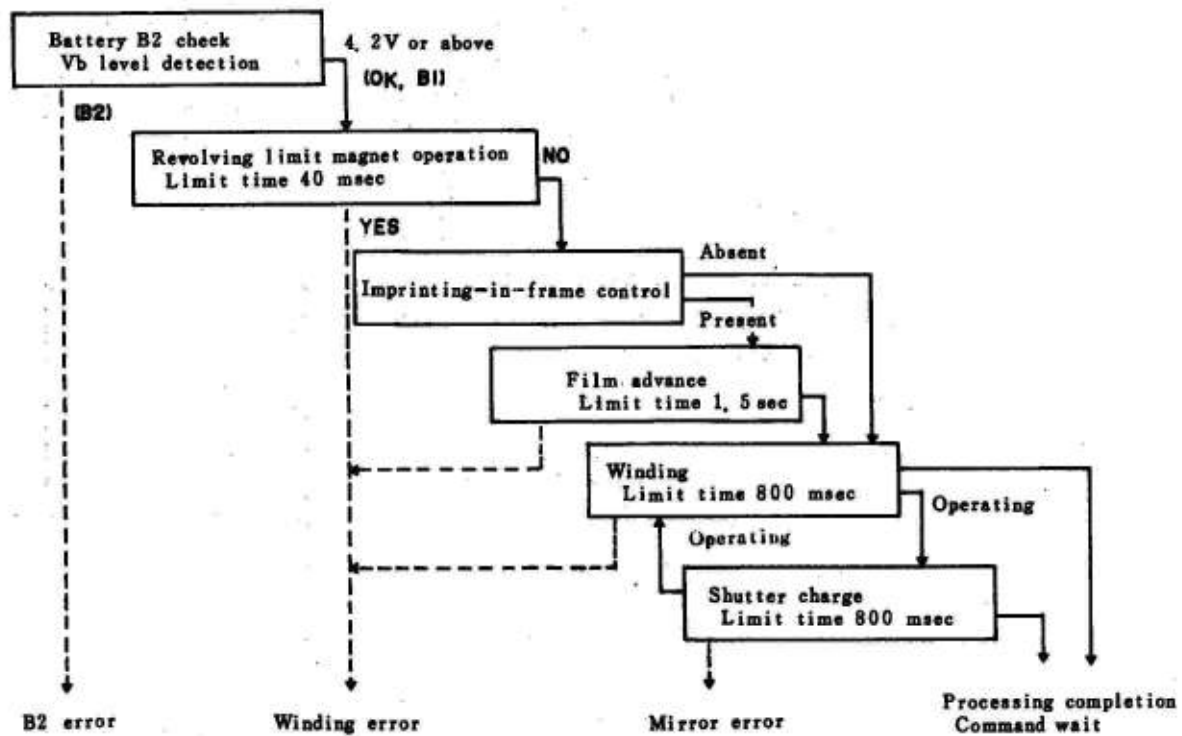 Battery B2 check
Vb level detection
4, 2V or above
(OK, B1)
(B2)
Revolving limit magnet operation
Limit time 40 msec
NO
YES
Imprinting-in-frame control
Absent
Present
Film advance
Limit time 1, 5 sec
Winding
Limit time 800 msec
Operating
Operating
Shutter charge
Limit time 800 msec
B2 error
Winding error
Mirror error
Processing completion
Command wait